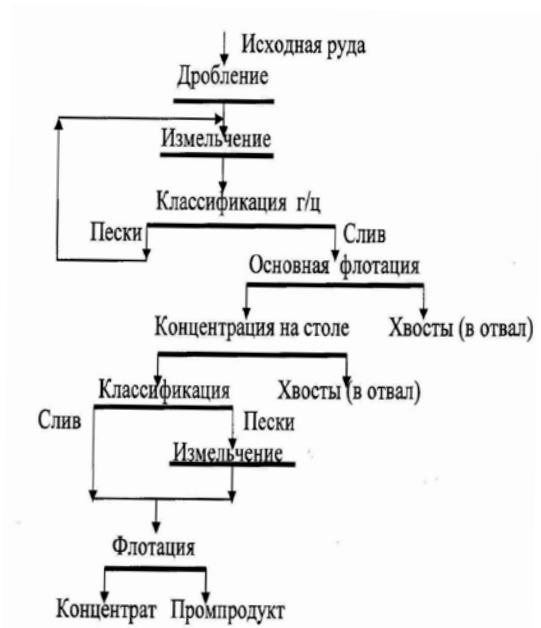 Исходная руда
Дробление
Измельчение
Классификация г/ц
Пески
Слив
Основная флотация
Концентрация на столе
Хвосты (в отвал)
Классификация
Хвосты (в отвал)
Слив
Пески
Измельчение
Флотация
Концентрат Промпродукт